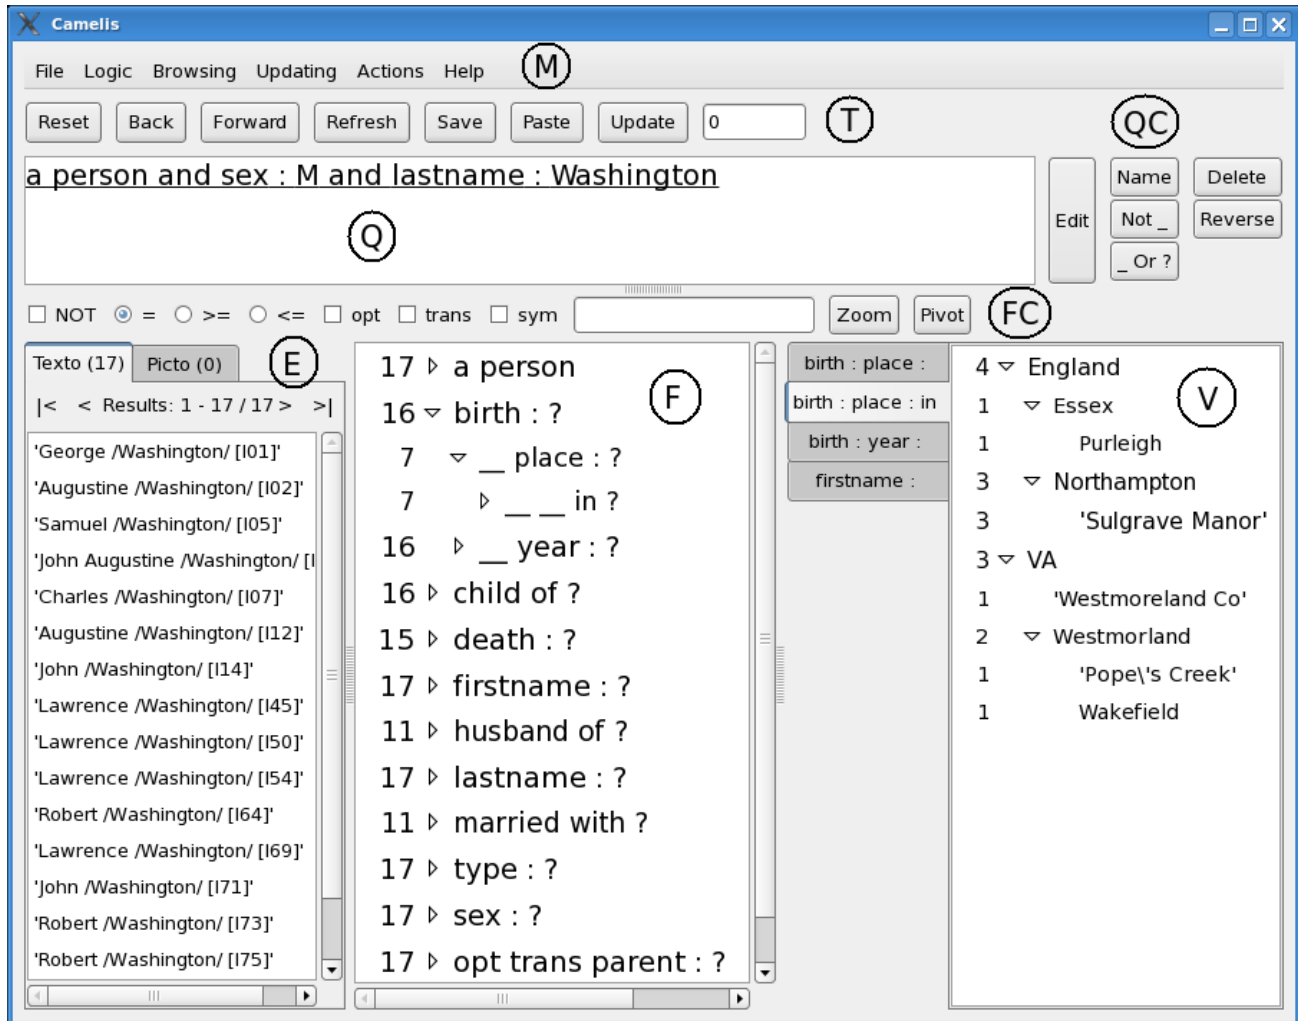 Camelis
File Logic Browsing Updating Actions Help M
Reset Back Forward Refresh Save Paste Update 0 T QC
a person and sex : M and lastname : Washington
Q
Edit
Name Delete
Not _ Reverse
_ Or ?
NOT = >= <= opt trans sym Zoom Pivot FC
Texto (17) Picto (0) E
|< < Results: 1 - 17 / 17 > >|
'George /Washington/ [I01]'
'Augustine /Washington/ [I02]'
'Samuel /Washington/ [I05]'
'John Augustine /Washington/ [I
'Charles /Washington/ [I07]'
'Augustine /Washington/ [I12]'
'John /Washington/ [I14]'
'Lawrence /Washington/ [I45]'
'Lawrence /Washington/ [I50]'
'Lawrence /Washington/ [I54]'
'Robert /Washington/ [I64]'
'Lawrence /Washington/ [I69]'
'John /Washington/ [I71]'
'Robert /Washington/ [I73]'
'Robert /Washington/ [I75]'
17 a person
F
16 birth : ?
7 __ place : ?
7 __ __ in ?
16 __ year : ?
16 child of ?
15 death : ?
17 firstname : ?
11 husband of ?
17 lastname : ?
11 married with ?
17 type : ?
17 sex : ?
17 opt trans parent : ?
birth : place :
birth : place : in
birth : year :
firstname :
4 England
V
1 Essex
1 Purleigh
3 Northampton
3 'Sulgrave Manor'
3 VA
1 'Westmoreland Co'
2 Westmorland
1 'Pope\'s Creek'
1 Wakefield